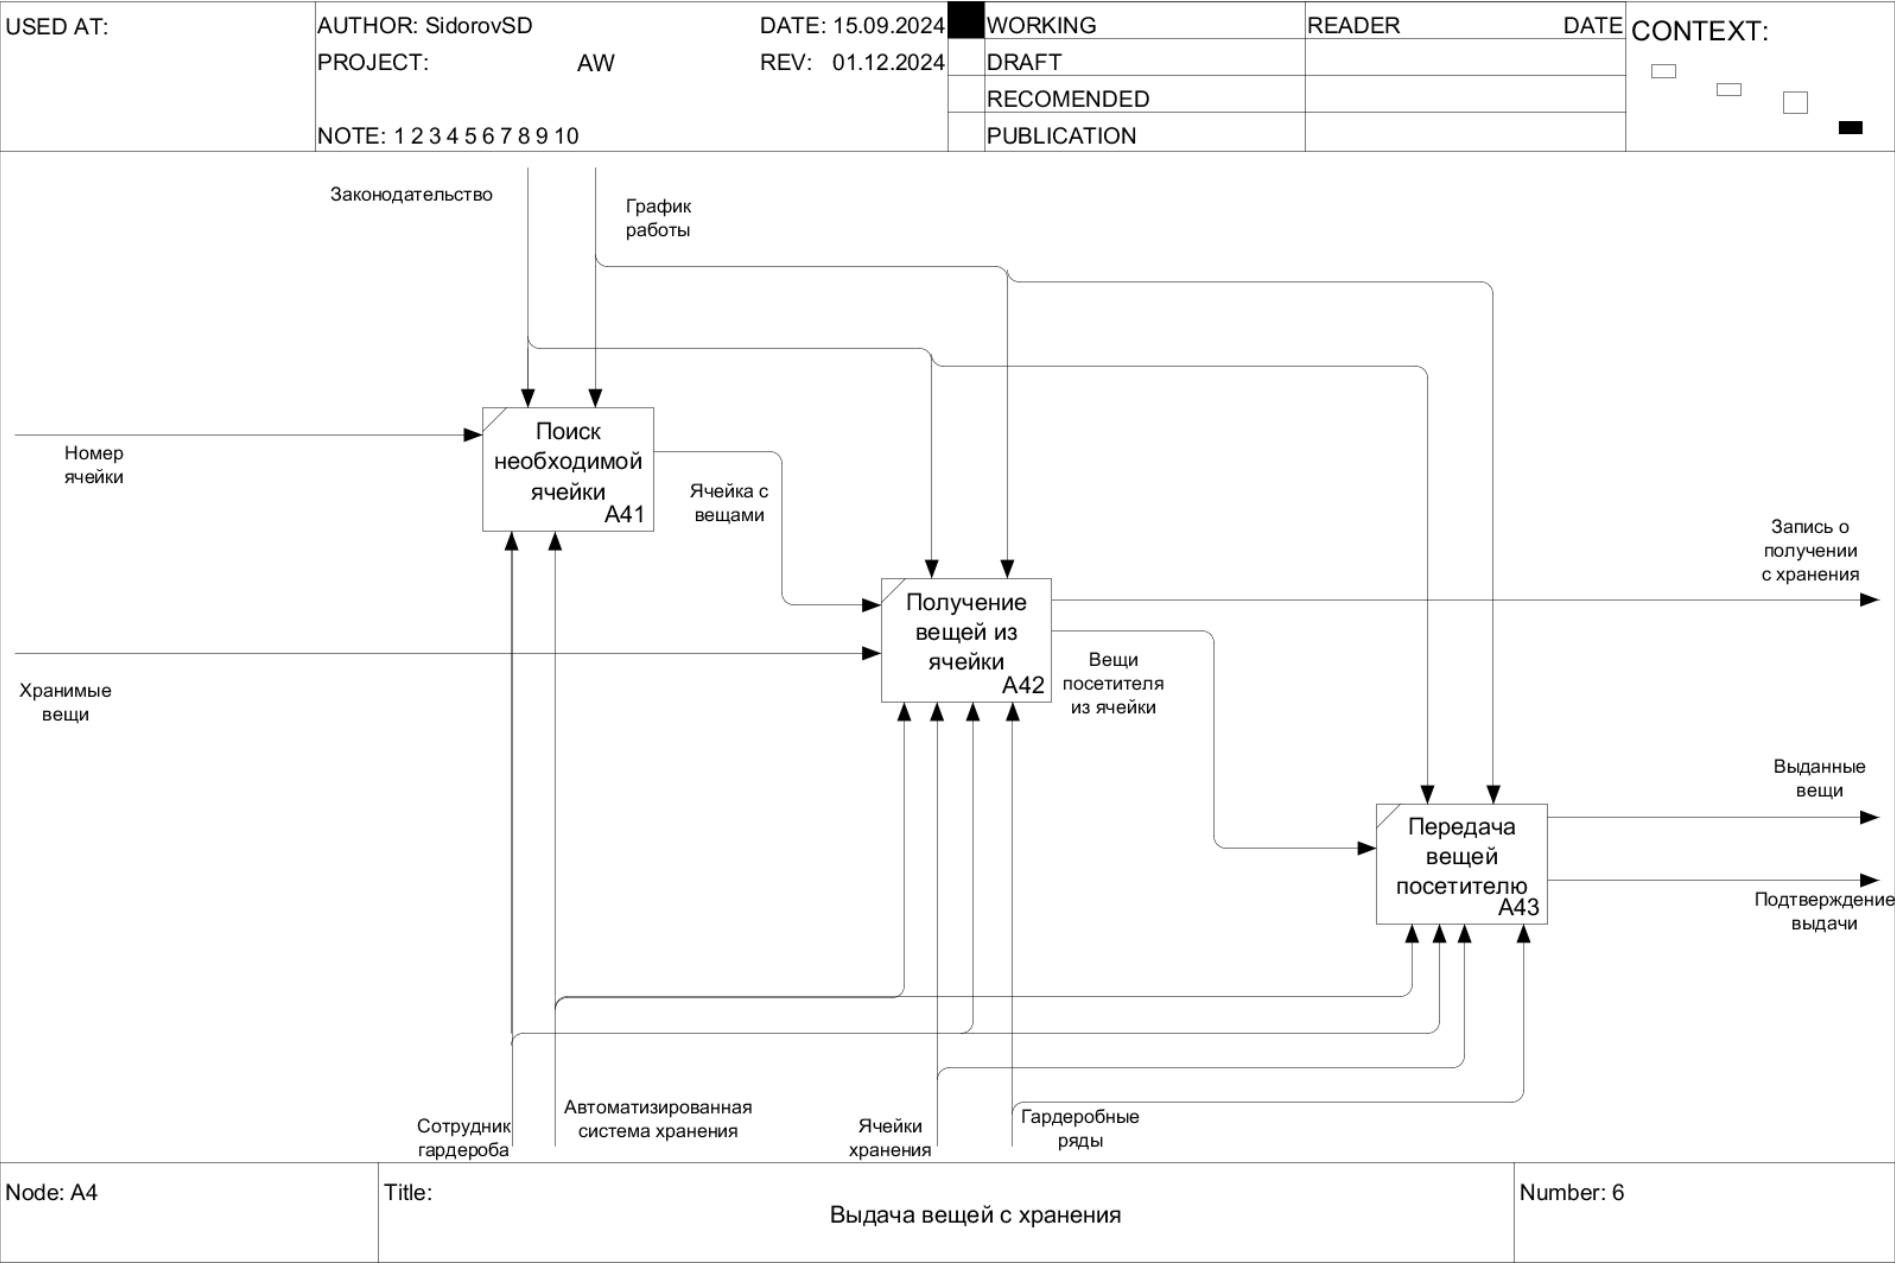 USED AT:
AUTHOR: SidorovSD
DATE: 15.09.2024
PROJECT: AW
REV: 01.12.2024
NOTE: 1 2 3 4 5 6 7 8 9 10
WORKING
DRAFT
RECOMENDED
PUBLICATION
READER DATE
CONTEXT:
Законодательство
График
работы
Номер
ячейки
Поиск
необходимой
ячейки
A41
Ячейка с
вещами
Запись о
получении
с хранения
Получение
вещей из
ячейки
A42
Хранимые
вещи
Вещи
посетителя
из ячейки
Выданные
вещи
Передача
вещей
посетителю
A43
Подтверждение
выдачи
Сотрудник
гардероба
Автоматизированная
система хранения
Ячейки
хранения
Гардеробные
ряды
Node: A4
Title:
Выдача вещей с хранения
Number: 6